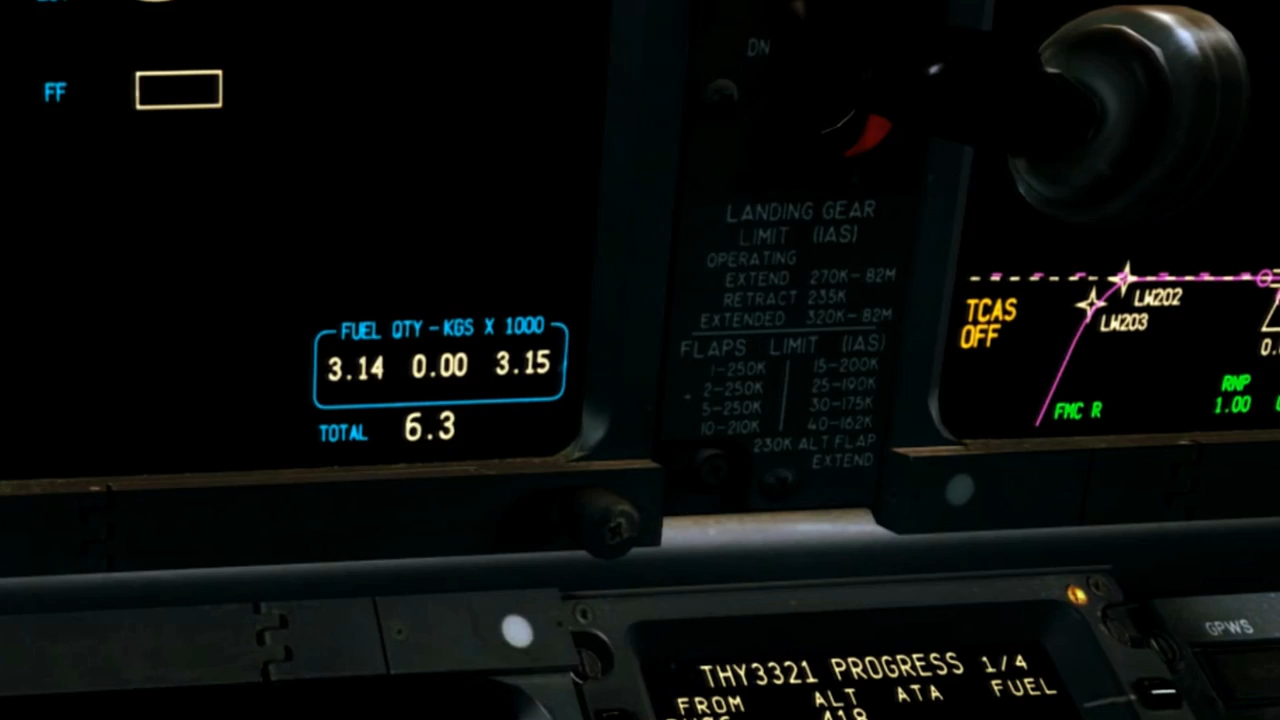 FF
FUEL QTY - KGS X 1000
3.14 0.00 3.15
TOTAL 6.3
DN
LANDING GEAR
LIMIT (IAS)
OPERATING
EXTEND 270K-82M
RETRACT 235K
EXTENDED 320K-82M
FLAPS LIMIT (IAS)
1-250K 15-200K
2-250K 25-190K
5-250K 30-175K
10-210K 40-162K
230K ALT FLAP
EXTEND
TCAS
OFF
LW202
LW203
FMC R
RNP
1.00
GPWS
THY3321 PROGRESS 1/4
FROM ALT ATA FUEL